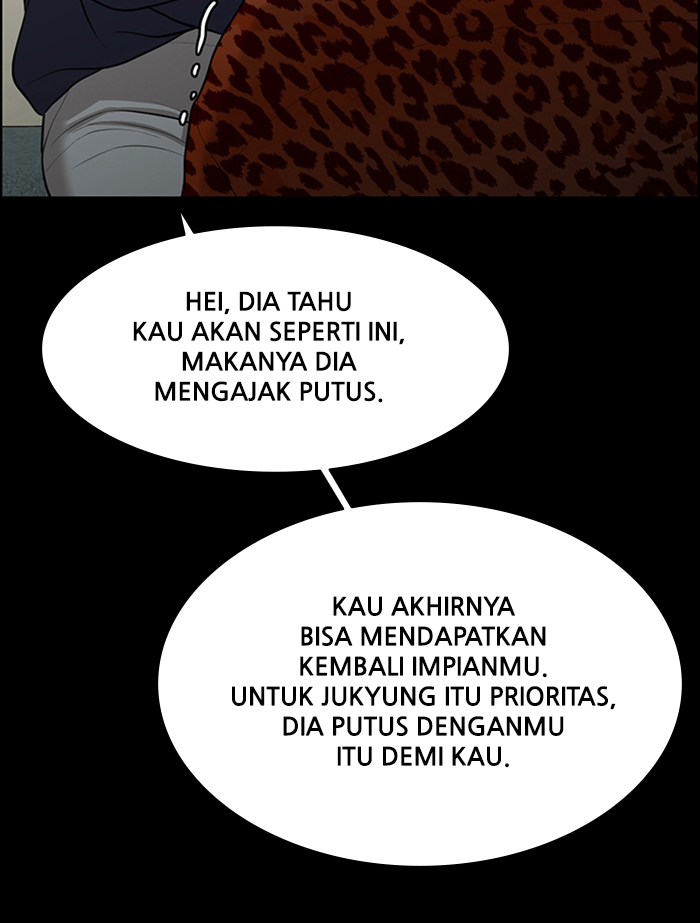 HEI, DIA TAHU
KAU AKAN SEPERTI INI,
MAKANYA DIA
MENGAJAK PUTUS.
KAU AKHIRNYA
BISA MENDAPATKAN
KEMBALI IMPIANMU.
UNTUK JUKYUNG ITU PRIORITAS,
DIA PUTUS DENGANMU
ITU DEMI KAU.